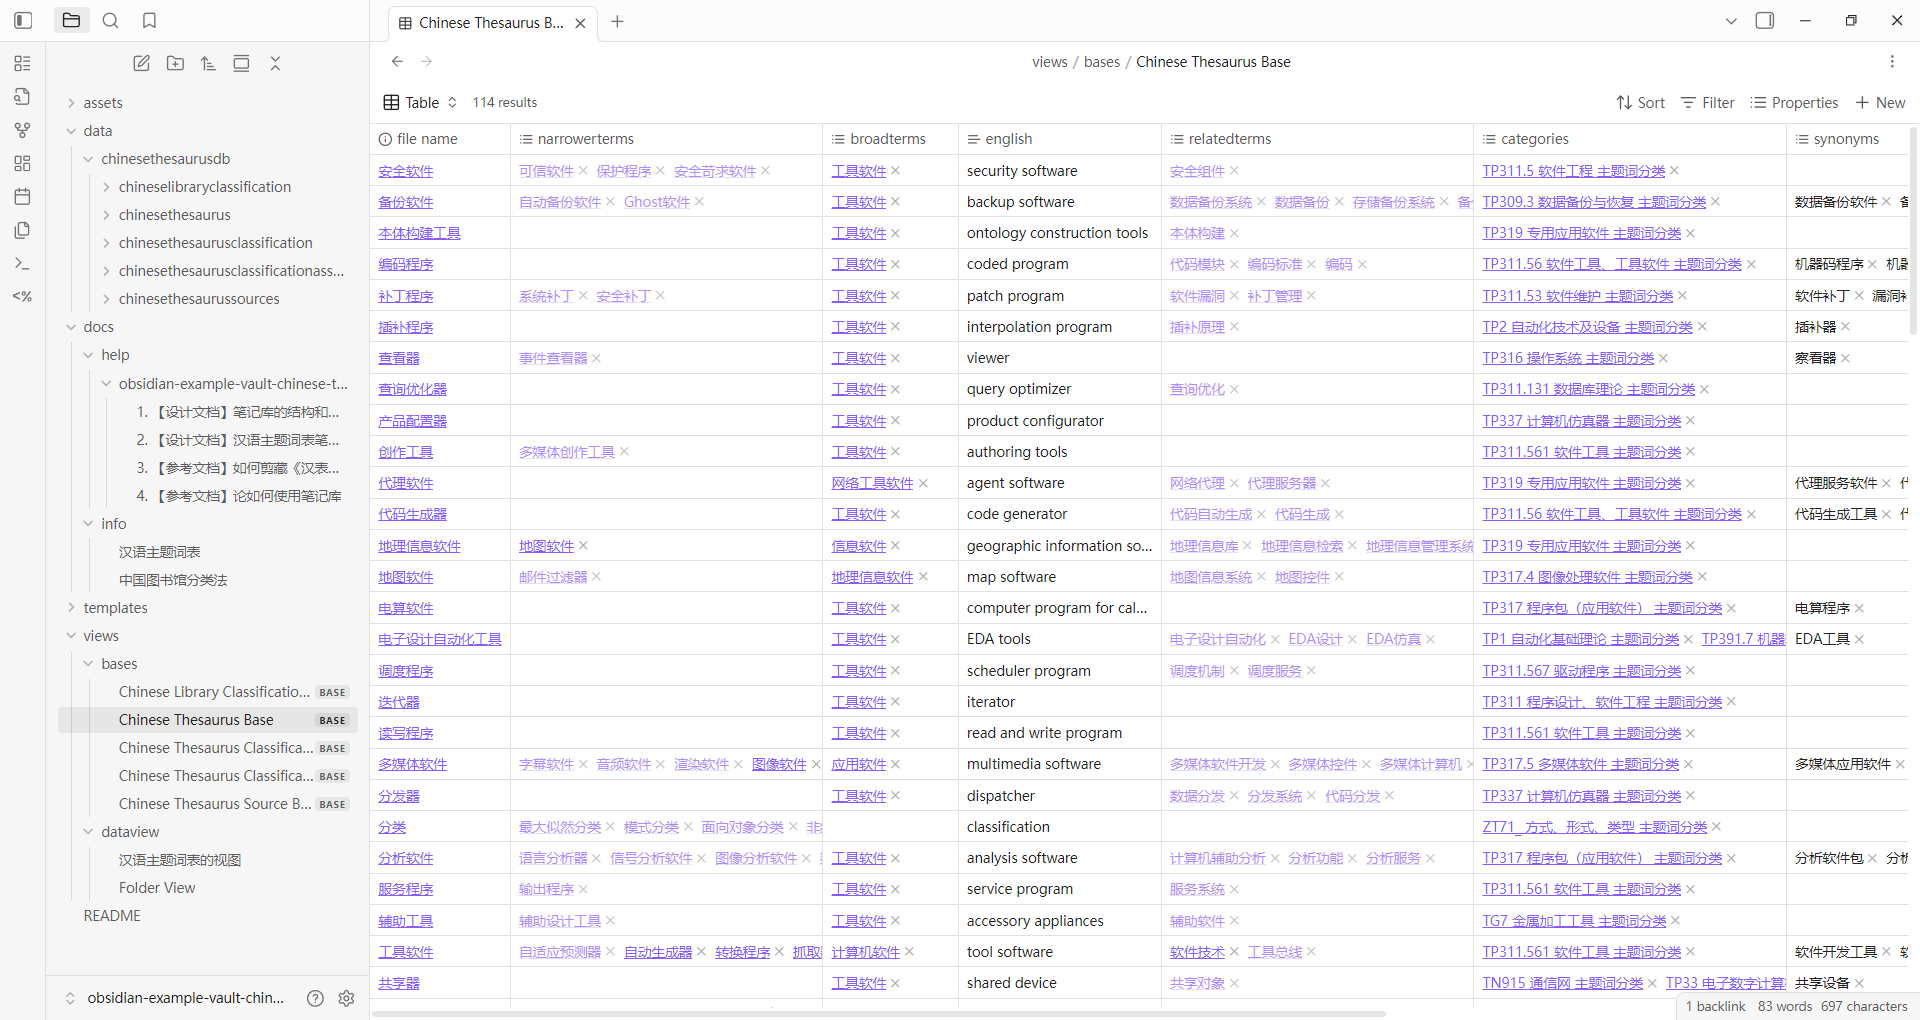 Chinese Thesaurus B...
views / bases / Chinese Thesaurus Base
Table 114 results Sort Filter Properties New
assets
data
chinesethesaurusdb
chineselibraryclassification
chinesethesaurus
chinesethesaurusclassification
chinesethesaurusclassificationass...
chinesethesaurussources
docs
help
obsidian-example-vault-chinese-t...
1. 【设计文档】笔记库的结构和...
2. 【设计文档】汉语主题词表笔...
3. 【参考文档】如何剪藏《汉表...
4. 【参考文档】论如何使用笔记库
info
汉语主题词表
中国图书馆分类法
templates
views
bases
Chinese Library Classificatio... BASE
Chinese Thesaurus Base BASE
Chinese Thesaurus Classifica... BASE
Chinese Thesaurus Classifica... BASE
Chinese Thesaurus Source B... BASE
dataview
汉语主题词表的视图
Folder View
README
obsidian-example-vault-chin...
file name narrowerterms broadterms english relatedterms categories synonyms
安全软件 可信软件 × 保护程序 × 安全苛求软件 × 工具软件 × security software 安全组件 × TP311.5 软件工程 主题词分类 ×
备份软件 自动备份软件 × Ghost软件 × 工具软件 × backup software 数据备份系统 × 数据备份 × 存储备份系统 × 备 TP309.3 数据备份与恢复 主题词分类 × 数据备份软件 ×
本体构建工具 工具软件 × ontology construction tools 本体构建 × TP319 专用应用软件 主题词分类 ×
编码程序 工具软件 × coded program 代码模块 × 编码标准 × 编码 × TP311.56 软件工具、工具软件 主题词分类 × 机器码程序 × 机器
补丁程序 系统补丁 × 安全补丁 × 工具软件 × patch program 软件漏洞 × 补丁管理 × TP311.53 软件维护 主题词分类 × 软件补丁 × 漏洞补
插补程序 工具软件 × interpolation program 插补原理 × TP2 自动化技术及设备 主题词分类 × 插补器 ×
查看器 事件查看器 × 工具软件 × viewer TP316 操作系统 主题词分类 × 察看器 ×
查询优化器 工具软件 × query optimizer 查询优化 × TP311.131 数据库理论 主题词分类 ×
产品配置器 工具软件 × product configurator TP337 计算机仿真器 主题词分类 ×
创作工具 多媒体创作工具 × 工具软件 × authoring tools TP311.561 软件工具 主题词分类 ×
代理软件 网络工具软件 × agent software 网络代理 × 代理服务器 × TP319 专用应用软件 主题词分类 × 代理服务软件 × 代
代码生成器 工具软件 × code generator 代码自动生成 × 代码生成 × TP311.56 软件工具、工具软件 主题词分类 × 代码生成工具 × 代
地理信息软件 地图软件 × 信息软件 × geographic information so... 地理信息库 × 地理信息检索 × 地理信息管理系统 TP319 专用应用软件 主题词分类 ×
地图软件 邮件过滤器 × 地理信息软件 × map software 地图信息系统 × 地图控件 × TP317.4 图像处理软件 主题词分类 ×
电算软件 工具软件 × computer program for cal... TP317 程序包（应用软件） 主题词分类 × 电算程序 ×
电子设计自动化工具 工具软件 × EDA tools 电子设计自动化 × EDA设计 × EDA仿真 × TP1 自动化基础理论 主题词分类 × TP391.7 机器 EDA工具 ×
调度程序 工具软件 × scheduler program 调度机制 × 调度服务 × TP311.567 驱动程序 主题词分类 ×
迭代器 工具软件 × iterator TP311 程序设计、软件工程 主题词分类 ×
读写程序 工具软件 × read and write program TP311.561 软件工具 主题词分类 ×
多媒体软件 字幕软件 × 音频软件 × 渲染软件 × 图像软件 × 应用软件 × multimedia software 多媒体软件开发 × 多媒体控件 × 多媒体计算机 × TP317.5 多媒体软件 主题词分类 × 多媒体应用软件 ×
分发器 工具软件 × dispatcher 数据分发 × 分发系统 × 代码分发 × TP337 计算机仿真器 主题词分类 ×
分类 最大似然分类 × 模式分类 × 面向对象分类 × 非 classification ZT71_ 方式、形式、类型 主题词分类 ×
分析软件 语言分析器 × 信号分析软件 × 图像分析软件 × 工具软件 × analysis software 计算机辅助分析 × 分析功能 × 分析服务 × TP317 程序包（应用软件） 主题词分类 × 分析软件包 × 分析
服务程序 输出程序 × 工具软件 × service program 服务系统 × TP311.561 软件工具 主题词分类 ×
辅助工具 辅助设计工具 × 工具软件 × accessory appliances 辅助软件 × TG7 金属加工工具 主题词分类 ×
工具软件 自适应预测器 × 自动生成器 × 转换程序 × 抓取 计算机软件 × tool software 软件技术 × 工具总线 × TP311.561 软件工具 主题词分类 × 软件开发工具 × 软
共享器 工具软件 × shared device 共享对象 × TN915 通信网 主题词分类 × TP33 电子数字计算 共享设备 ×
1 backlink 83 words 697 characters